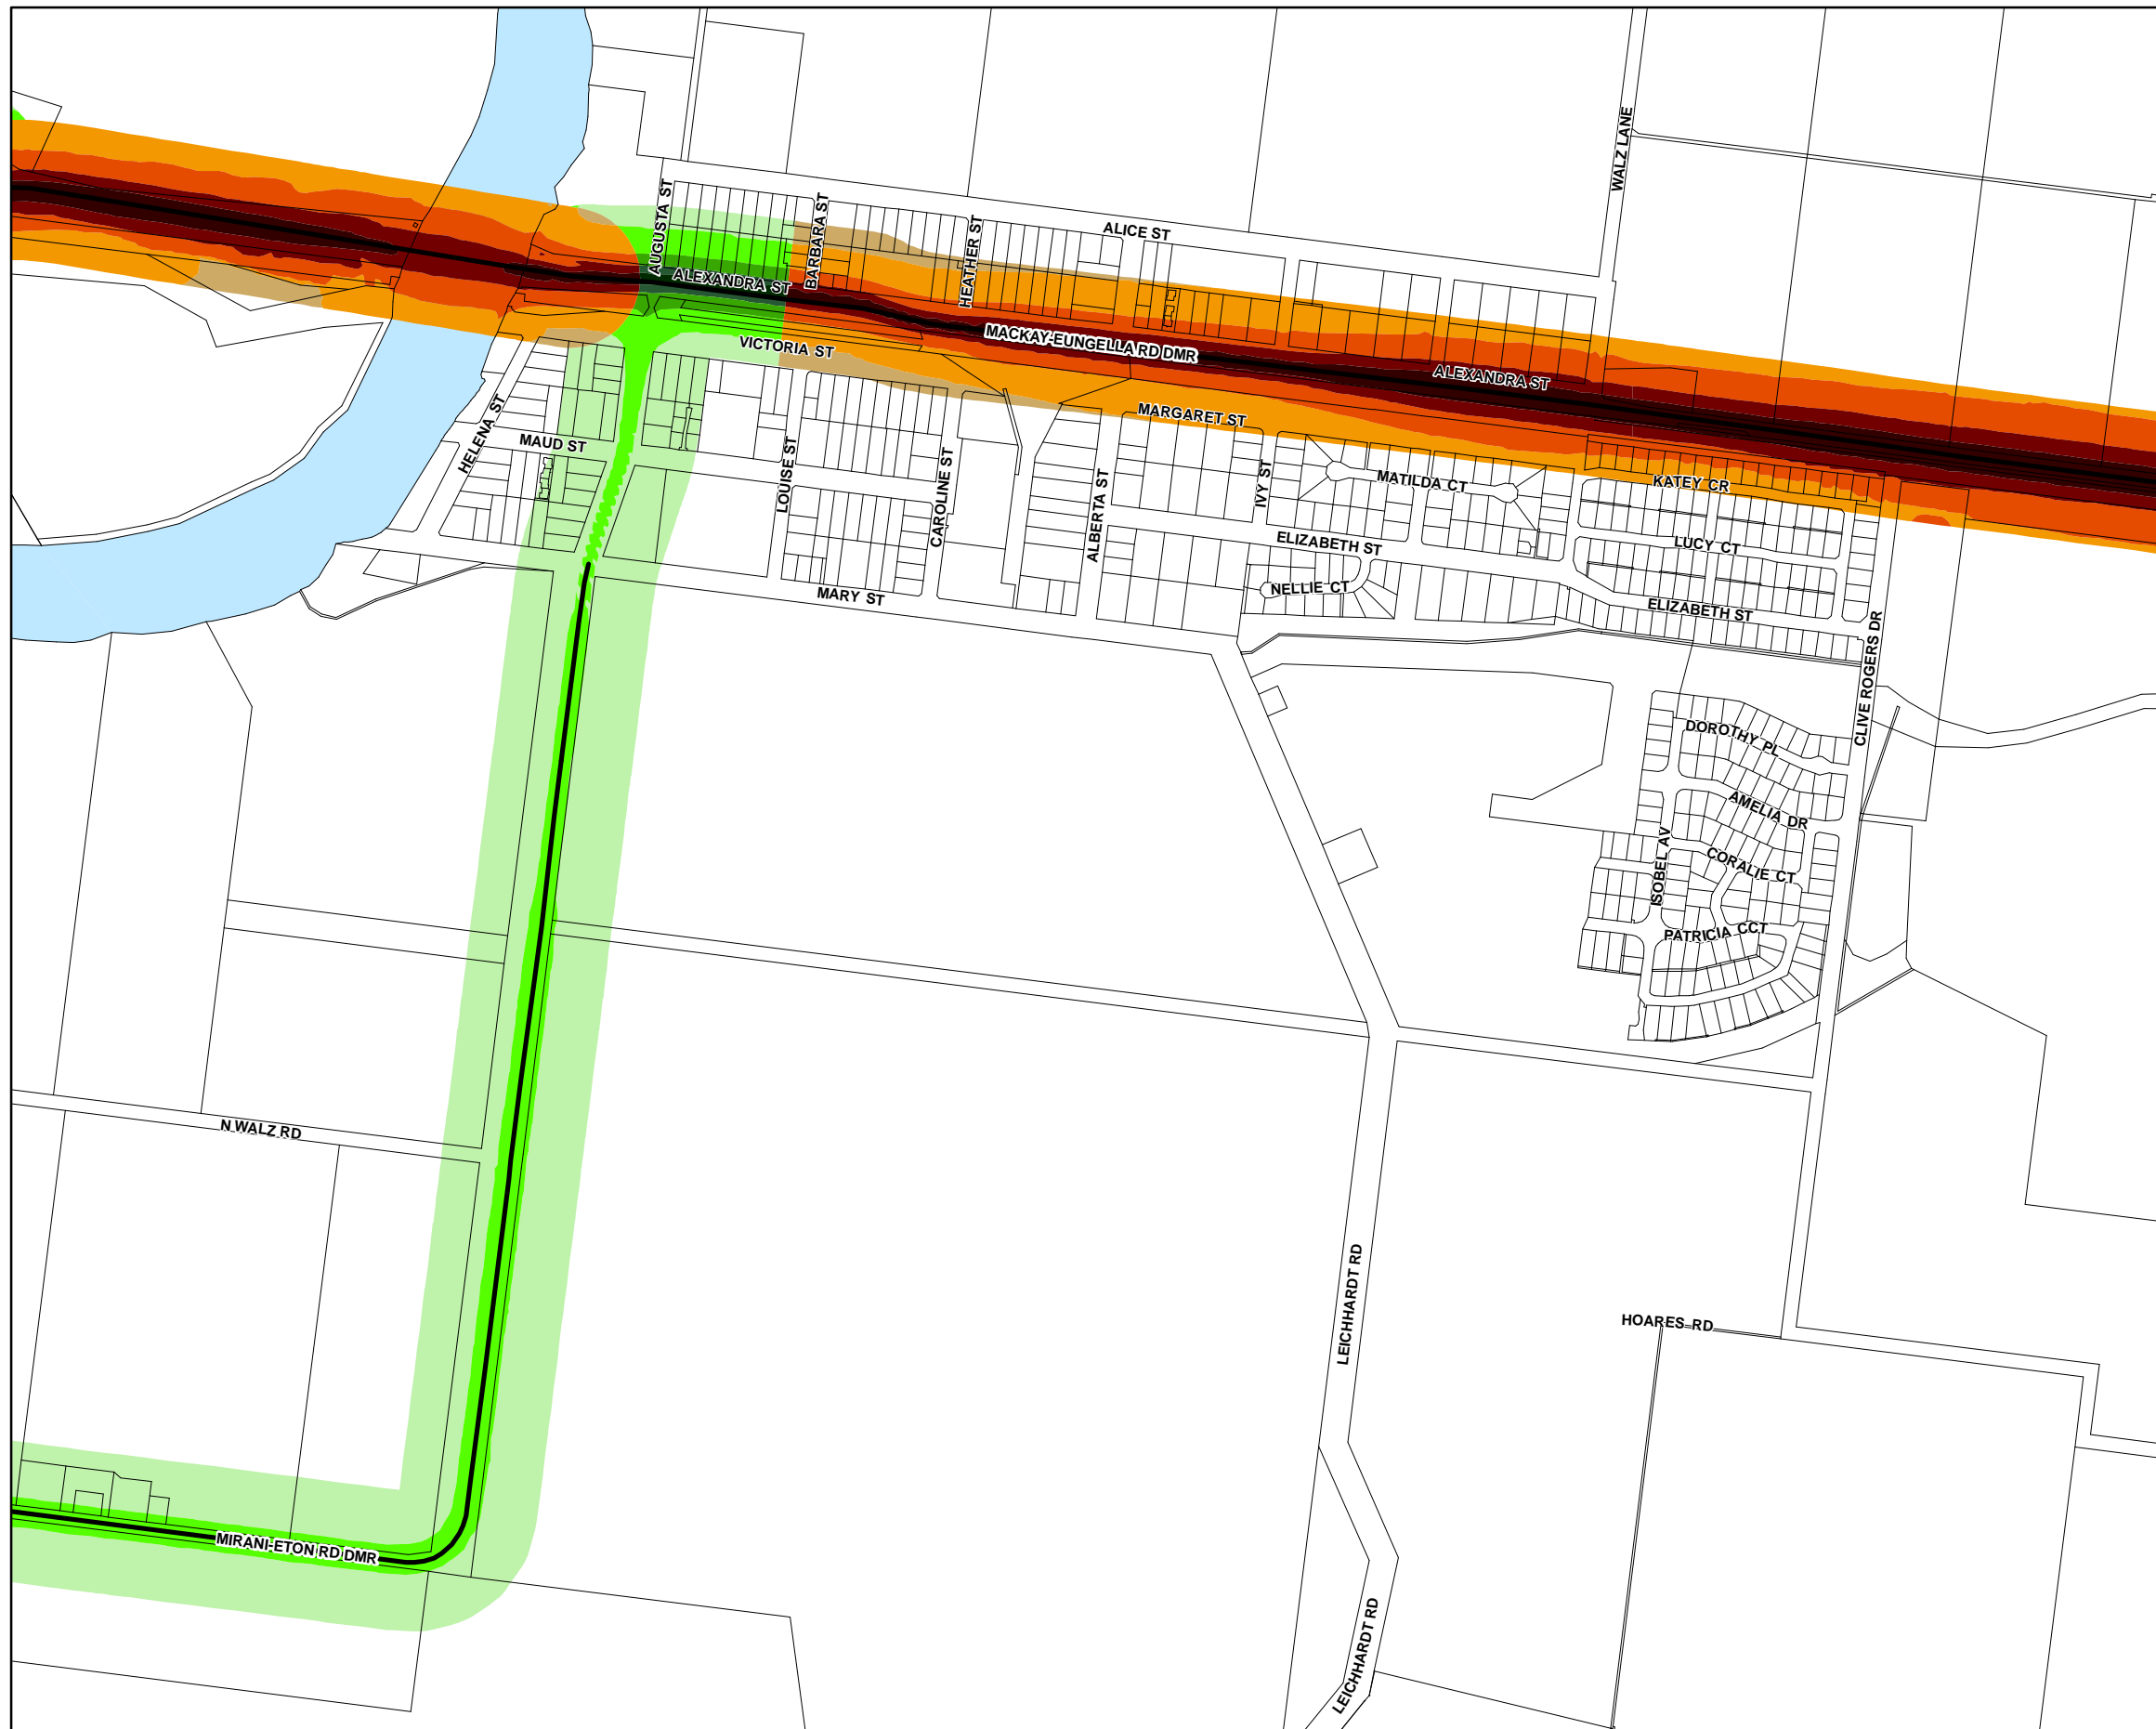 WALZ LANE
AUGUSTA ST
BARBARA ST
HEATHER ST
ALICE ST
ALEXANDRA ST
MACKAY-EUNGELLA RD DMR
VICTORIA ST
ALEXANDRA ST
MARGARET ST
HELENA ST
MAUD ST
LOUISE ST
CAROLINE ST
ALBERTA ST
IVY ST
MATILDA CT
KATEY CR
ELIZABETH ST
LUCY CT
NELLIE CT
MARY ST
ELIZABETH ST
CLIVE ROGERS DR
DOROTHY PL
AMELIA DR
ISOBEL AV
CORALIE CT
PATRICIA CCT
N WALZ RD
LEICHHARDT RD
HOARES RD
MIRANI-ETON RD DMR
LEICHHARDT RD